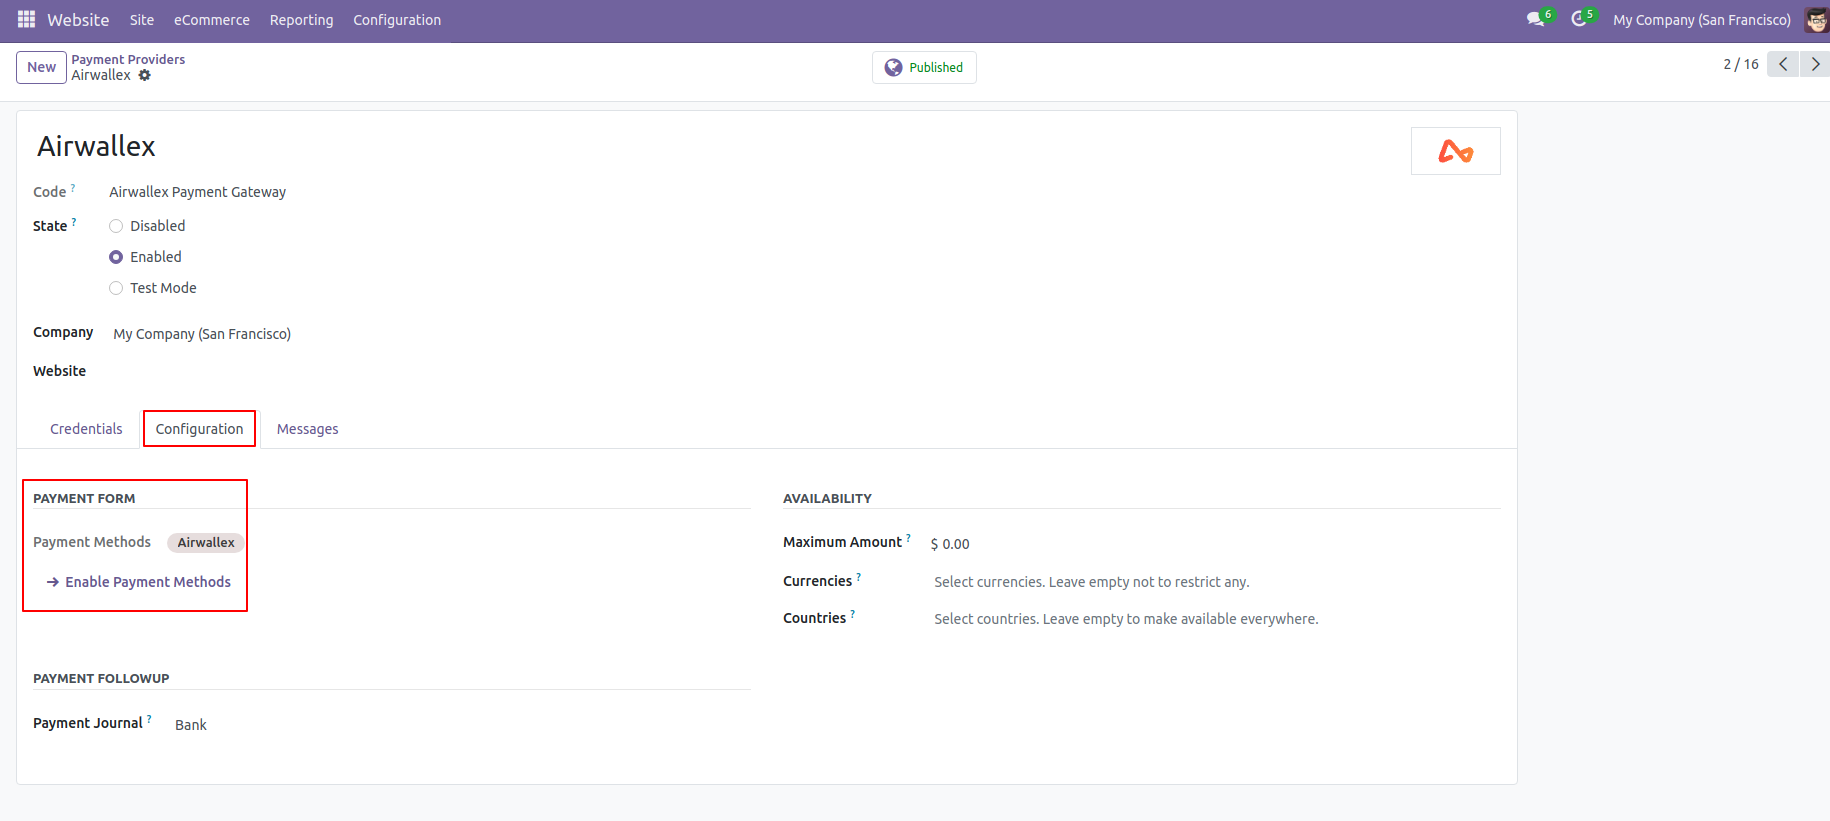 Website Site eCommerce Reporting Configuration 6 5 My Company (San Francisco)
New Payment Providers
Airwallex
Published
2 / 16
Airwallex
Code ? Airwallex Payment Gateway
State ? Disabled
Enabled
Test Mode
Company My Company (San Francisco)
Website
Credentials Configuration Messages
PAYMENT FORM
Payment Methods Airwallex
→ Enable Payment Methods
AVAILABILITY
Maximum Amount ? $ 0.00
Currencies ? Select currencies. Leave empty not to restrict any.
Countries ? Select countries. Leave empty to make available everywhere.
PAYMENT FOLLOWUP
Payment Journal ? Bank